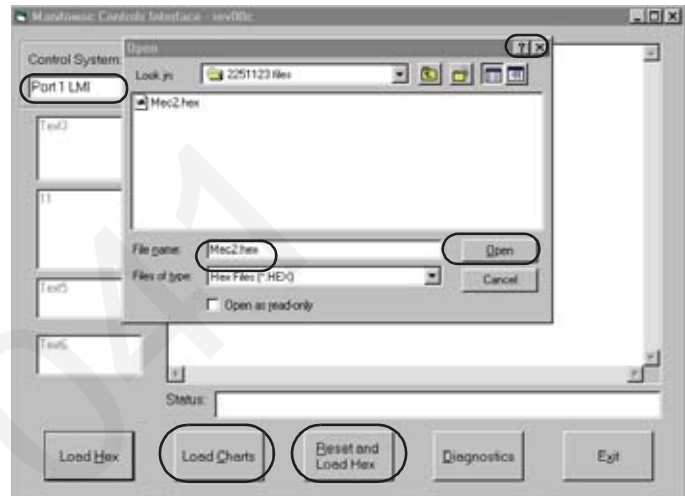 Manitowoc Controls Interface - rev00c
Control System:
Port 1 LMI
Text3
11
Text5
Text6
Open
Look in:
2251123 files
Mec2.hex
File name:
Mec2.hex
Open
Files of type:
Hex Files (*.HEX)
Cancel
Open as read-only
Status:
Load Hex
Load Charts
Reset and
Load Hex
Diagnostics
Exit
041